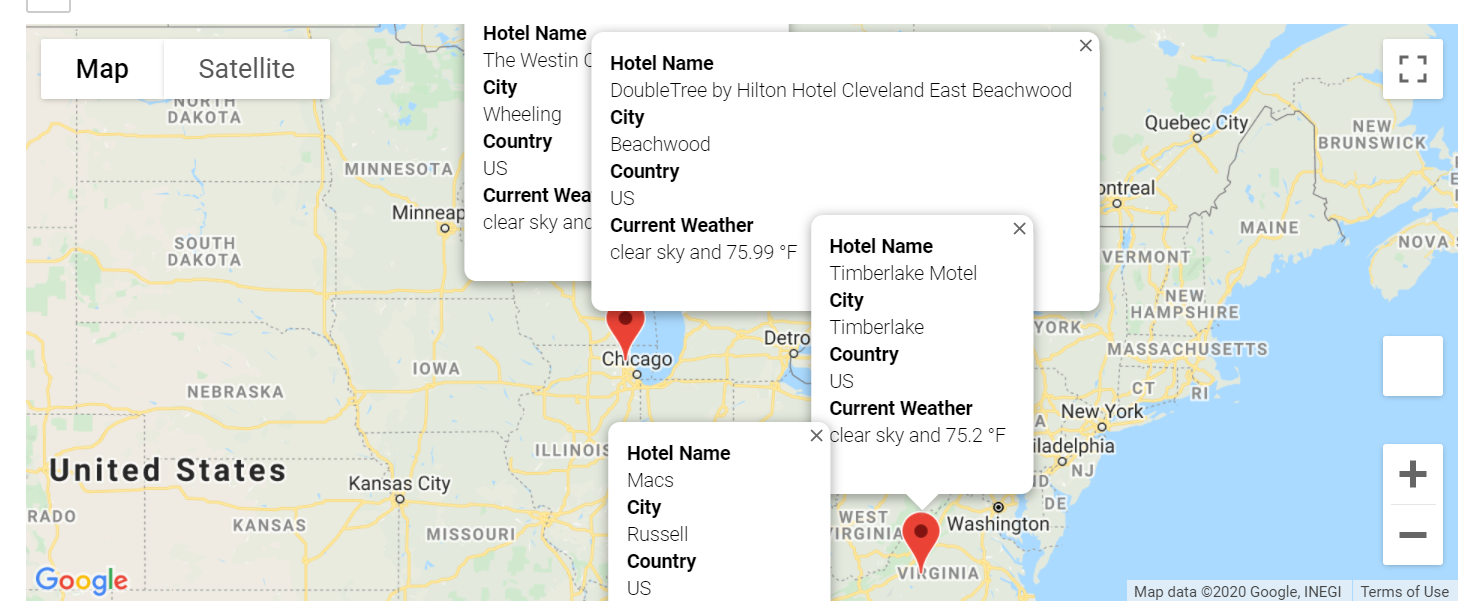 Map
Satellite
Hotel Name
The Westin
City
Wheeling
Country
US
Current
clear sky and
Hotel Name
DoubleTree by Hilton Hotel Cleveland East Beachwood
City
Beachwood
Country
US
Current Weather
clear sky and 75.99 °F
Hotel Name
Timberlake Motel
City
Timberlake
Country
US
Current Weather
clear sky and 75.2 °F
Hotel Name
Macs
City
Russell
Country
US
NORTH
DAKOTA
MINNESOTA
Minneap
SOUTH
DAKOTA
IOWA
NEBRASKA
Chicago
Detro
ILLINOIS
United States
Kansas City
RADO
KANSAS
MISSOURI
Quebec City
NEW
BRUNSWICK
ontreal
MAINE
NOVA
VERMONT
NEW
HAMPSHIRE
YORK
MASSACHUSETTS
CT
RI
New York
iladelphia
NJ
DE
WEST
VIRGINIA
Washington
VIRGINIA
Google
Map data ©2020 Google, INEGI
Terms of Use